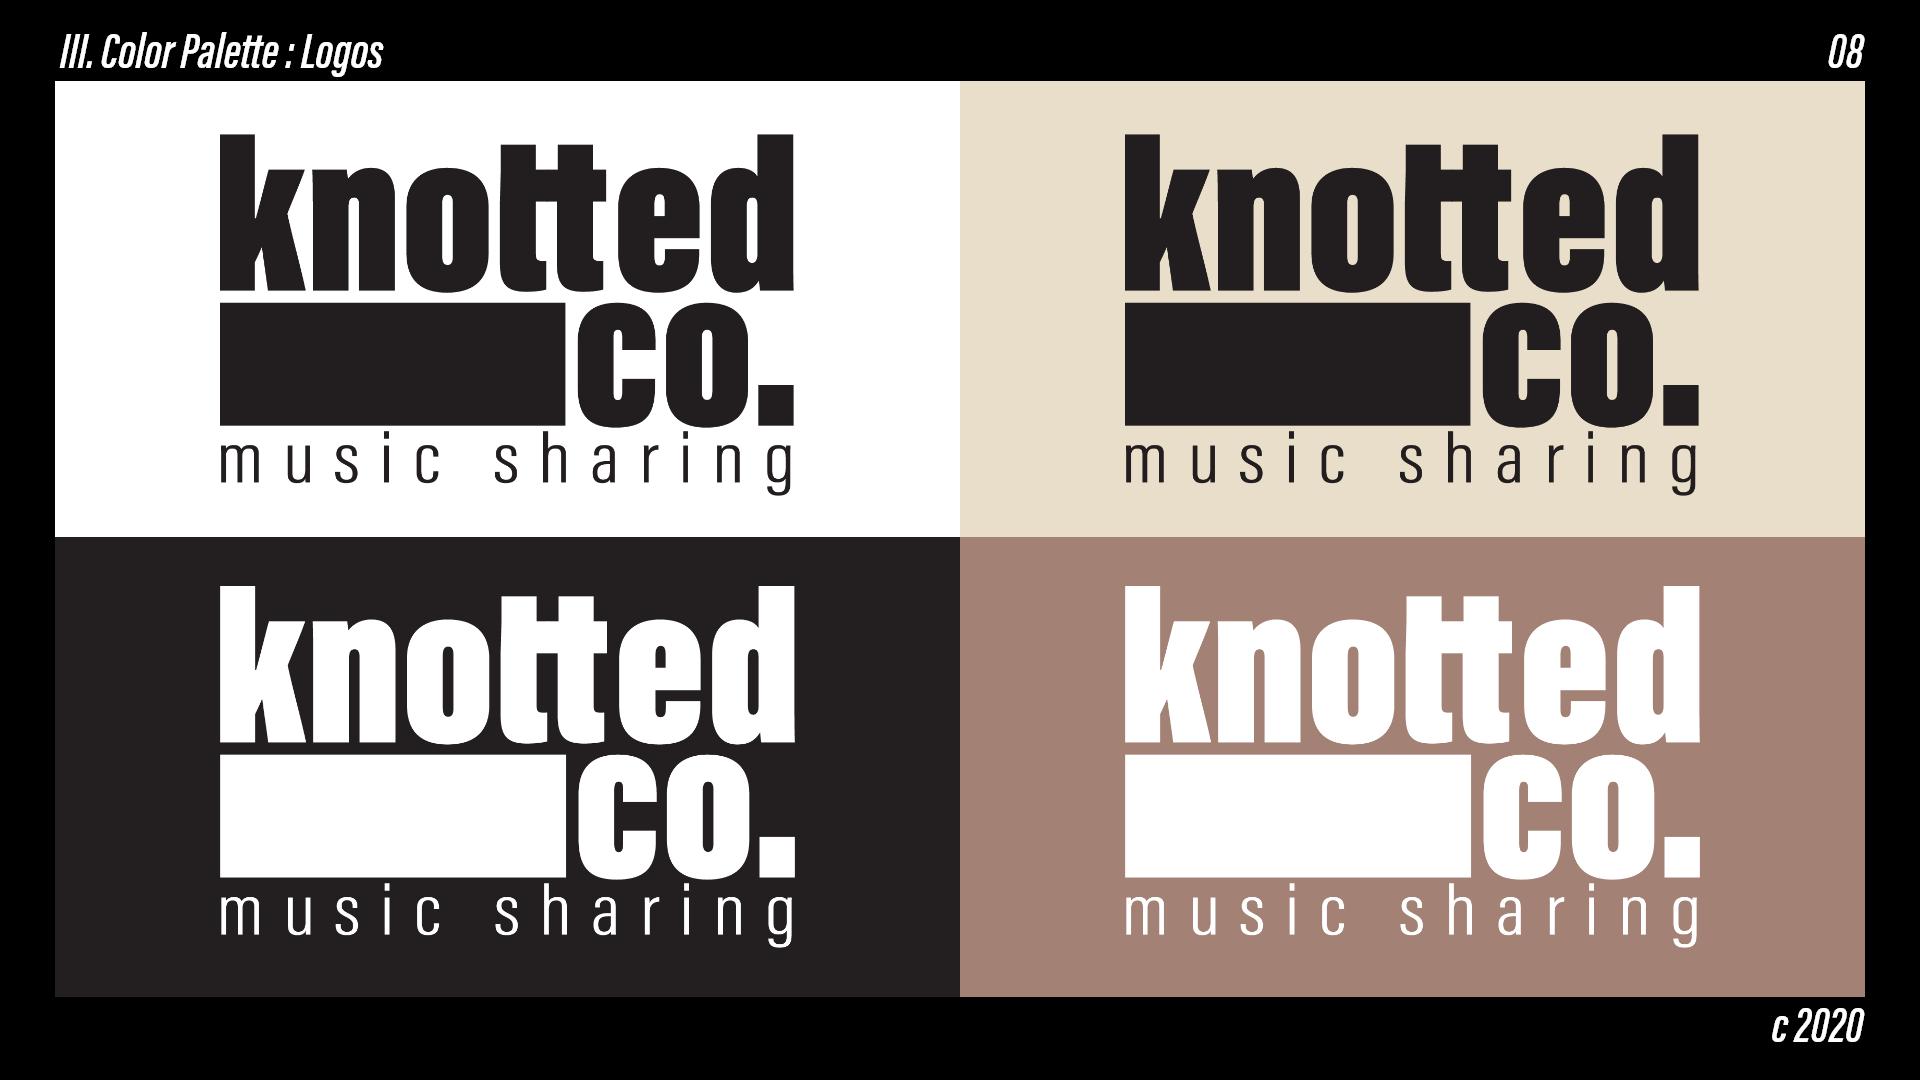 III. Color Palette : Logos
08
knotted
co.
music sharing
knotted
co.
music sharing
knotted
co.
music sharing
knotted
co.
music sharing
c 2020